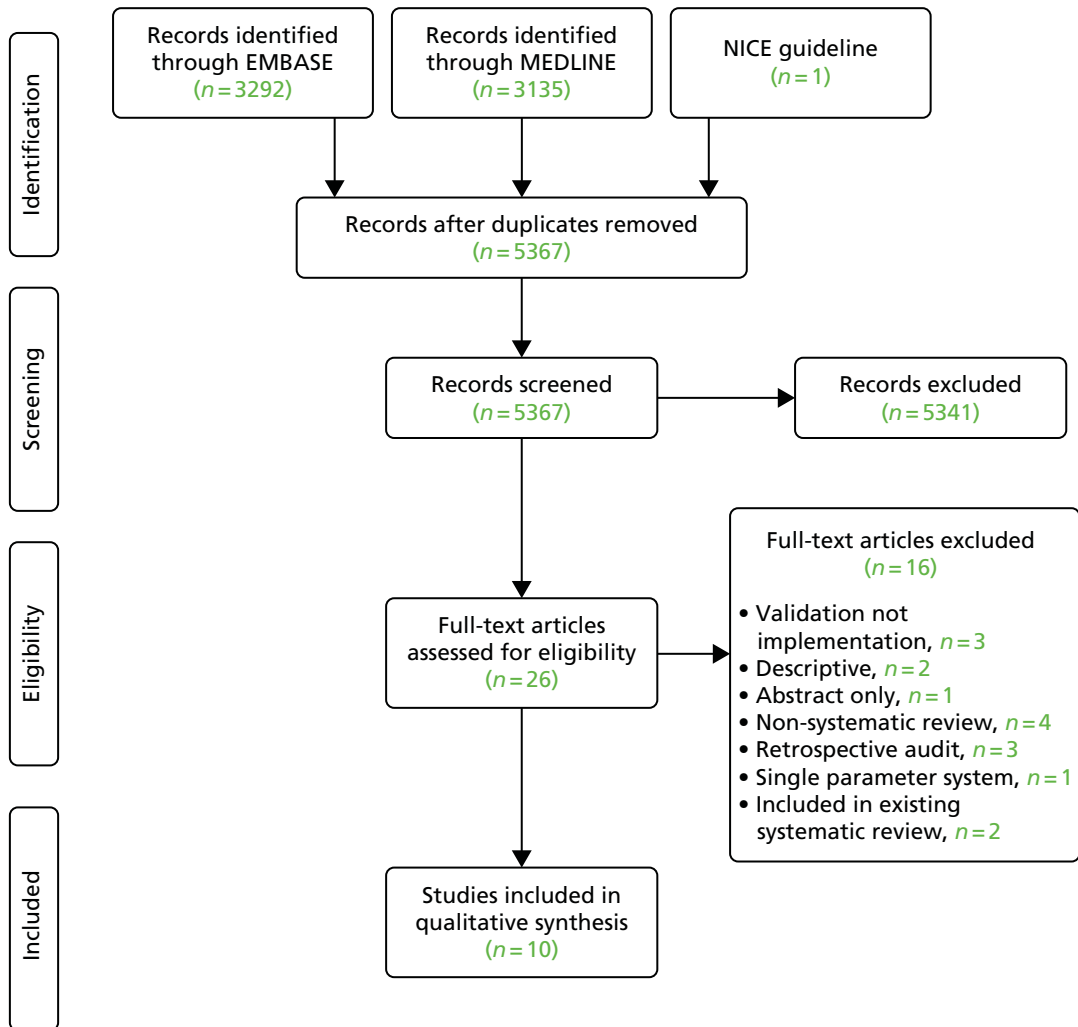 Identification
Records identified
through EMBASE
(n = 3292)
Records identified
through MEDLINE
(n = 3135)
NICE guideline
(n = 1)
Records after duplicates removed
(n = 5367)
Screening
Records screened
(n = 5367)
Records excluded
(n = 5341)
Eligibility
Full-text articles
assessed for eligibility
(n = 26)
Full-text articles excluded
(n = 16)
• Validation not
implementation, n = 3
• Descriptive, n = 2
• Abstract only, n = 1
• Non-systematic review, n = 4
• Retrospective audit, n = 3
• Single parameter system, n = 1
• Included in existing
systematic review, n = 2
Included
Studies included in
qualitative synthesis
(n = 10)